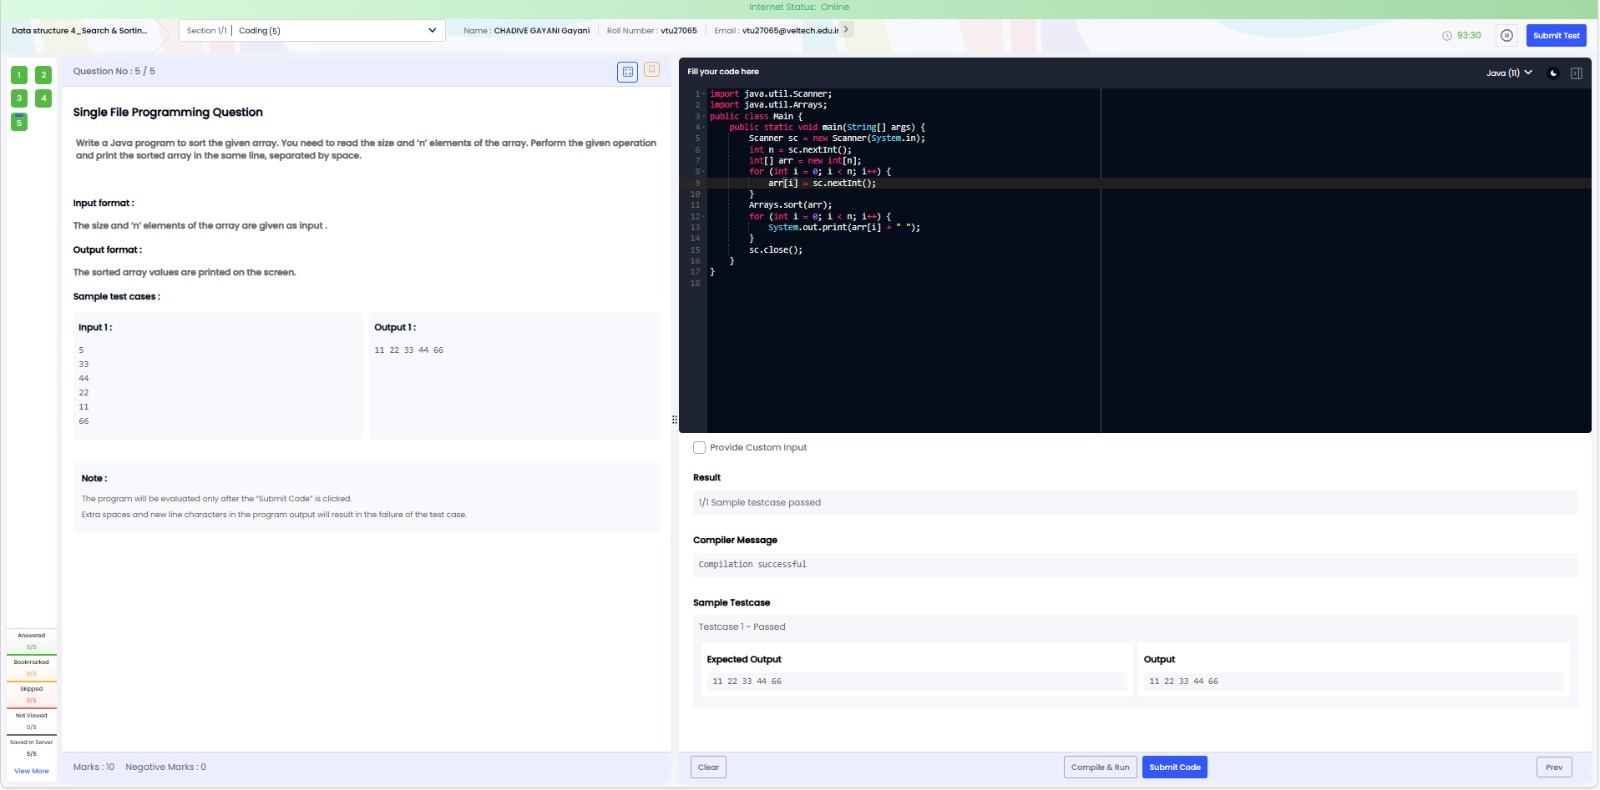 Internet Status: Online
Data structure 4_Search & Sortin...
Section 1/1 | Coding (5)
Name : CHADIVE GAYANI Gayani
Roll Number : vtu27065
Email : vtu27065@veltech.edu.in
93:30
Submit Test
1 2
3 4
5
Question No : 5 / 5
Single File Programming Question
Write a Java program to sort the given array. You need to read the size and 'n' elements of the array. Perform the given operation
and print the sorted array in the same line, separated by space.
Input format :
The size and 'n' elements of the array are given as input .
Output format :
The sorted array values are printed on the screen.
Sample test cases :
Input 1 :
5
33
44
22
11
66
Output 1 :
11 22 33 44 66
Note :
The program will be evaluated only after the "Submit Code" is clicked.
Extra spaces and new line characters in the program output will result in the failure of the test case.
Answered
5/5
Bookmarked
0/5
Skipped
0/5
Not Viewed
0/5
Saved in Server
5/5
View More
Marks : 10 Negative Marks : 0
Fill your code here
Java (11)
1 import java.util.Scanner;
2 import java.util.Arrays;
3 public class Main {
4 public static void main(String[] args) {
5 Scanner sc = new Scanner(System.in);
6 int n = sc.nextInt();
7 int[] arr = new int[n];
8 for (int i = 0; i < n; i++) {
9 arr[i] = sc.nextInt();
10 }
11 Arrays.sort(arr);
12 for (int i = 0; i < n; i++) {
13 System.out.print(arr[i] + " ");
14 }
15 sc.close();
16 }
17 }
18
Provide Custom Input
Result
1/1 Sample testcase passed
Compiler Message
Compilation successful
Sample Testcase
Testcase 1 - Passed
Expected Output
11 22 33 44 66
Output
11 22 33 44 66
Clear
Compile & Run
Submit Code
Prev